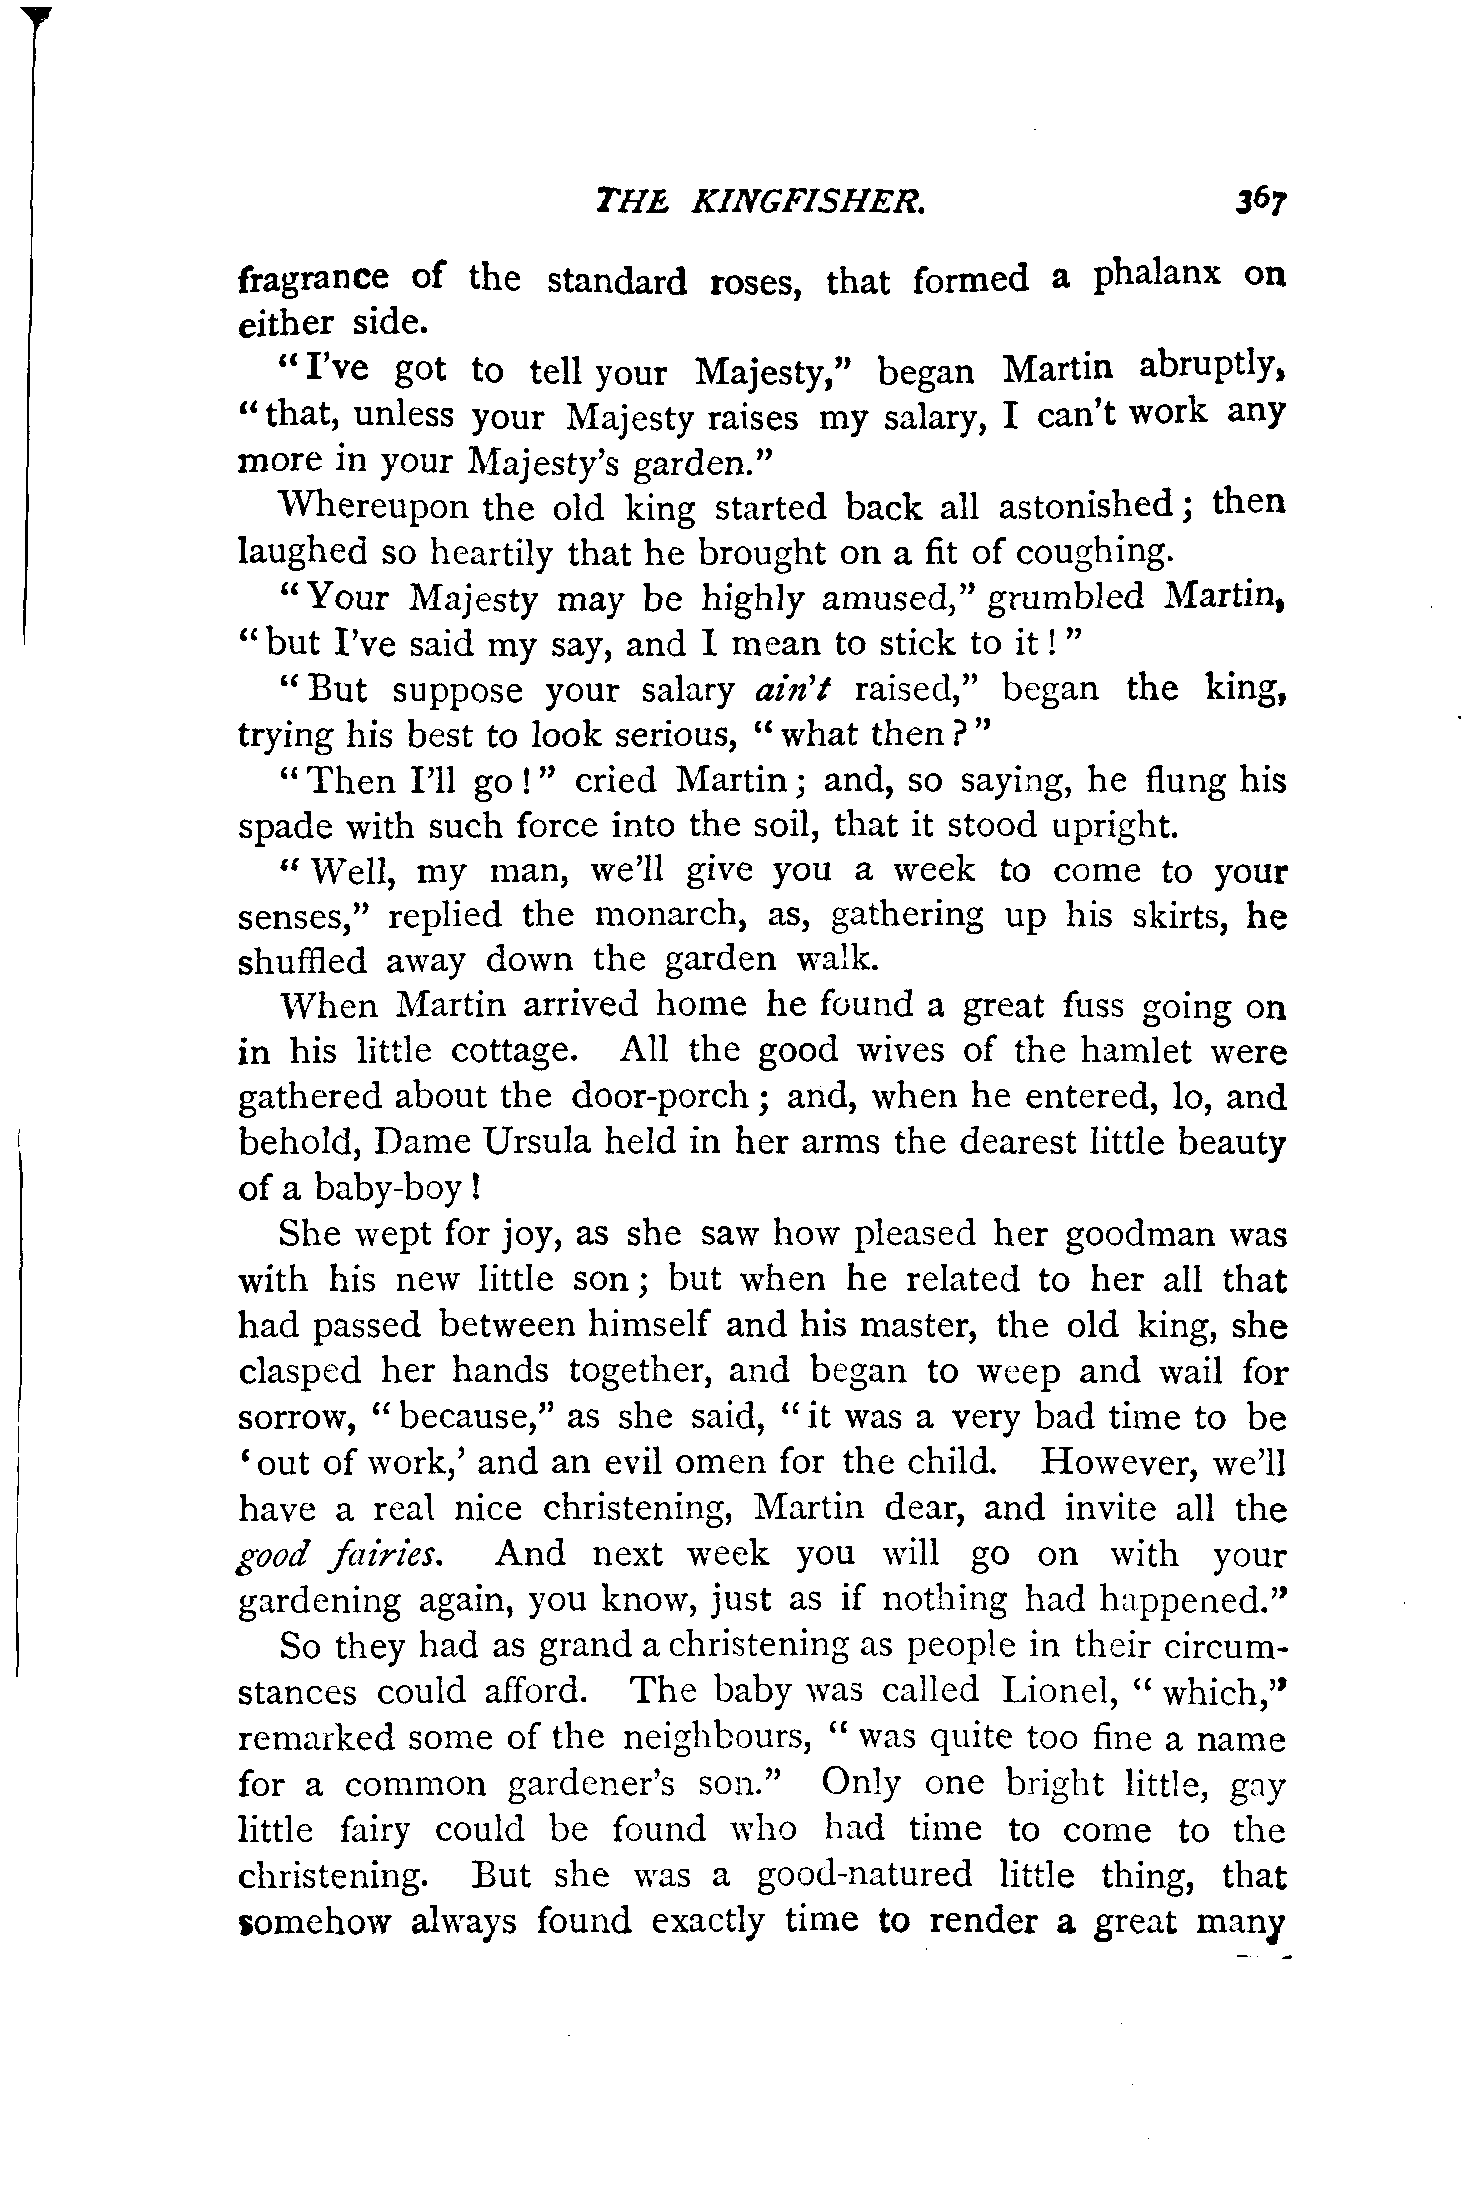 THE KINGFISHER. 367
fragrance of the standard roses, that formed a phalanx on
either side.
"I've got to tell your Majesty," began Martin abruptly,
"that, unless your Majesty raises my salary, I can't work any
more in your Majesty's garden."
Whereupon the old king started back all astonished; then
laughed so heartily that he brought on a fit of coughing.
"Your Majesty may be highly amused," grumbled Martin,
"but I've said my say, and I mean to stick to it!"
"But suppose your salary ain't raised," began the king,
trying his best to look serious, "what then?"
"Then I'll go!" cried Martin; and, so saying, he flung his
spade with such force into the soil, that it stood upright.
"Well, my man, we'll give you a week to come to your
senses," replied the monarch, as, gathering up his skirts, he
shuffled away down the garden walk.
When Martin arrived home he found a great fuss going on
in his little cottage. All the good wives of the hamlet were
gathered about the door-porch; and, when he entered, lo, and
behold, Dame Ursula held in her arms the dearest little beauty
of a baby-boy!
She wept for joy, as she saw how pleased her goodman was
with his new little son; but when he related to her all that
had passed between himself and his master, the old king, she
clasped her hands together, and began to weep and wail for
sorrow, "because," as she said, "it was a very bad time to be
'out of work,' and an evil omen for the child. However, we'll
have a real nice christening, Martin dear, and invite all the
good fairies. And next week you will go on with your
gardening again, you know, just as if nothing had happened."
So they had as grand a christening as people in their circum-
stances could afford. The baby was called Lionel, "which,"
remarked some of the neighbours, "was quite too fine a name
for a common gardener's son." Only one bright little, gay
little fairy could be found who had time to come to the
christening. But she was a good-natured little thing, that
somehow always found exactly time to render a great many